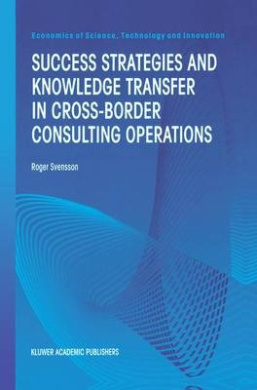 Economics of Science, Technology and Innovation
SUCCESS STRATEGIES AND
KNOWLEDGE TRANSFER
IN CROSS-BORDER
CONSULTING OPERATIONS
Roger Svensson
KLUWER ACADEMIC PUBLISHERS